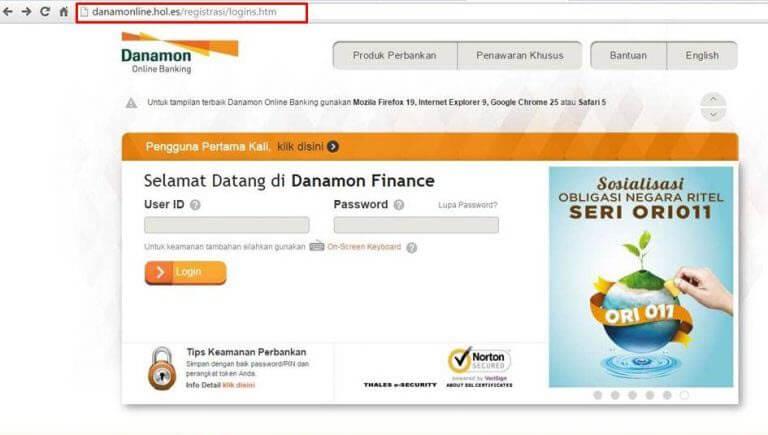 danamonline.hol.es/registrasi/logins.htm
Danamon
Online Banking
Produk Perbankan
Penawaran Khusus
Bantuan
English
Untuk tampilan terbaik Danamon Online Banking gunakan Mozila Firefox 19, Internet Explorer 9, Google Chrome 25 atau Safari 5
Pengguna Pertama Kali, klik disini
Selamat Datang di Danamon Finance
User ID ?
Password ?
Lupa Password?
Untuk keamanan tambahan silahkan gunakan On-Screen Keyboard ?
Login
Sosialisasi
OBLIGASI NEGARA RITEL
SERI ORI011
ORI 011
Tips Keamanan Perbankan
Simpan dengan baik password/PIN dan
perangkat token Anda.
Info Detail klik disini
THALES e-SECURITY
Norton
SECURED
powered by VeriSign
ABOUT SSL CERTIFICATES